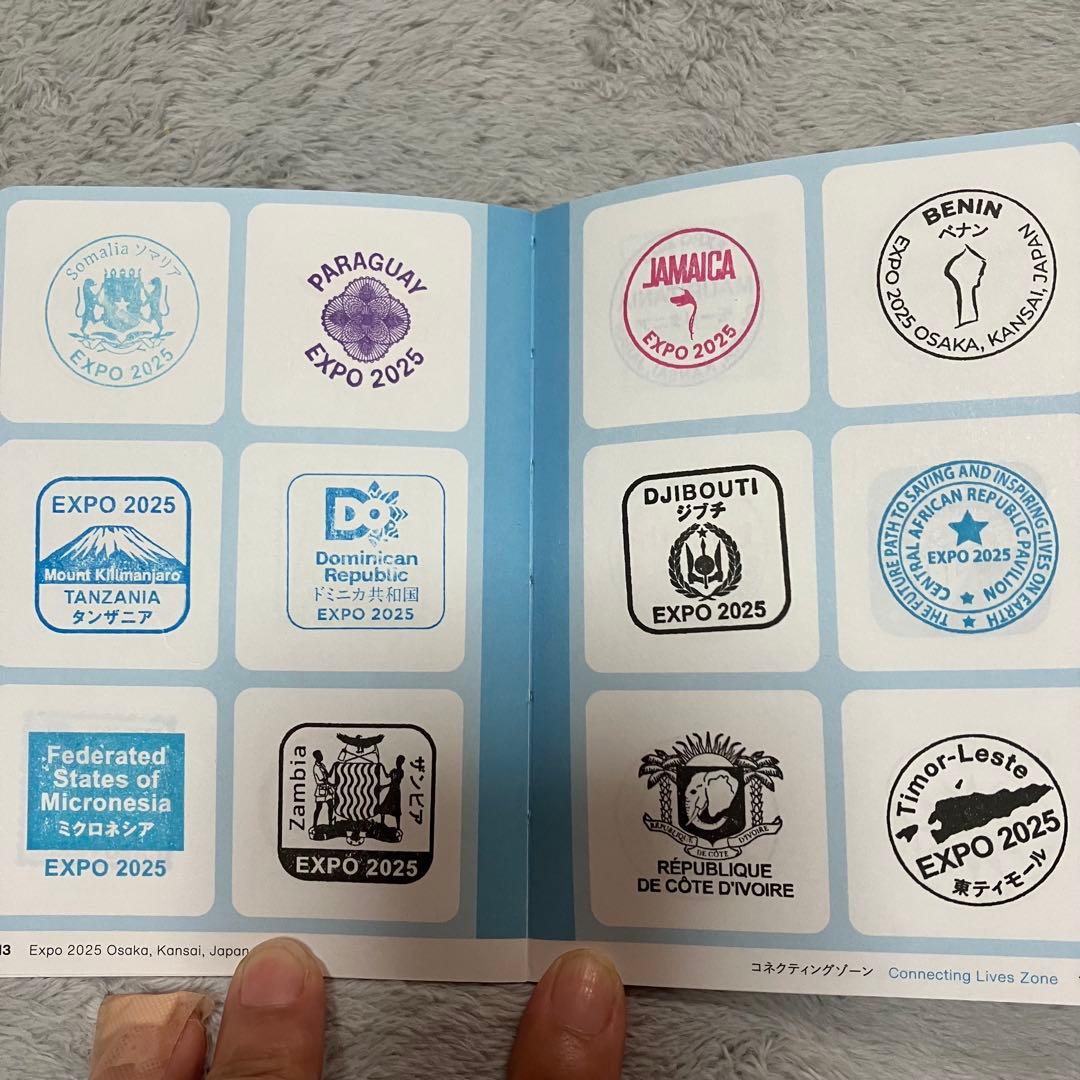 Somalia ソマリア
EXPO 2025
PARAGUAY
EXPO 2025
EXPO 2025
Mount Kilimanjaro
TANZANIA
タンザニア
DO
Dominican
Republic
ドミニカ共和国
EXPO 2025
Federated
States of
Micronesia
ミクロネシア
EXPO 2025
Zambia
ザンビア
EXPO 2025
13 Expo 2025 Osaka, Kansai, Japan
JAMAICA
EXPO 2025
BENIN
ベナン
EXPO 2025 OSAKA, KANSAI, JAPAN
DJIBOUTI
ジブチ
EXPO 2025
THE FUTURE PATH TO SAVING AND INSPIRING LIVES ON EARTH
CENTRAL AFRICAN REPUBLIC PAVILION
EXPO 2025
RÉPUBLIQUE DE CÔTE D'IVOIRE
RÉPUBLIQUE
DE CÔTE D'IVOIRE
Timor-Leste
EXPO 2025
東ティモール
コネクティングゾーン Connecting Lives Zone